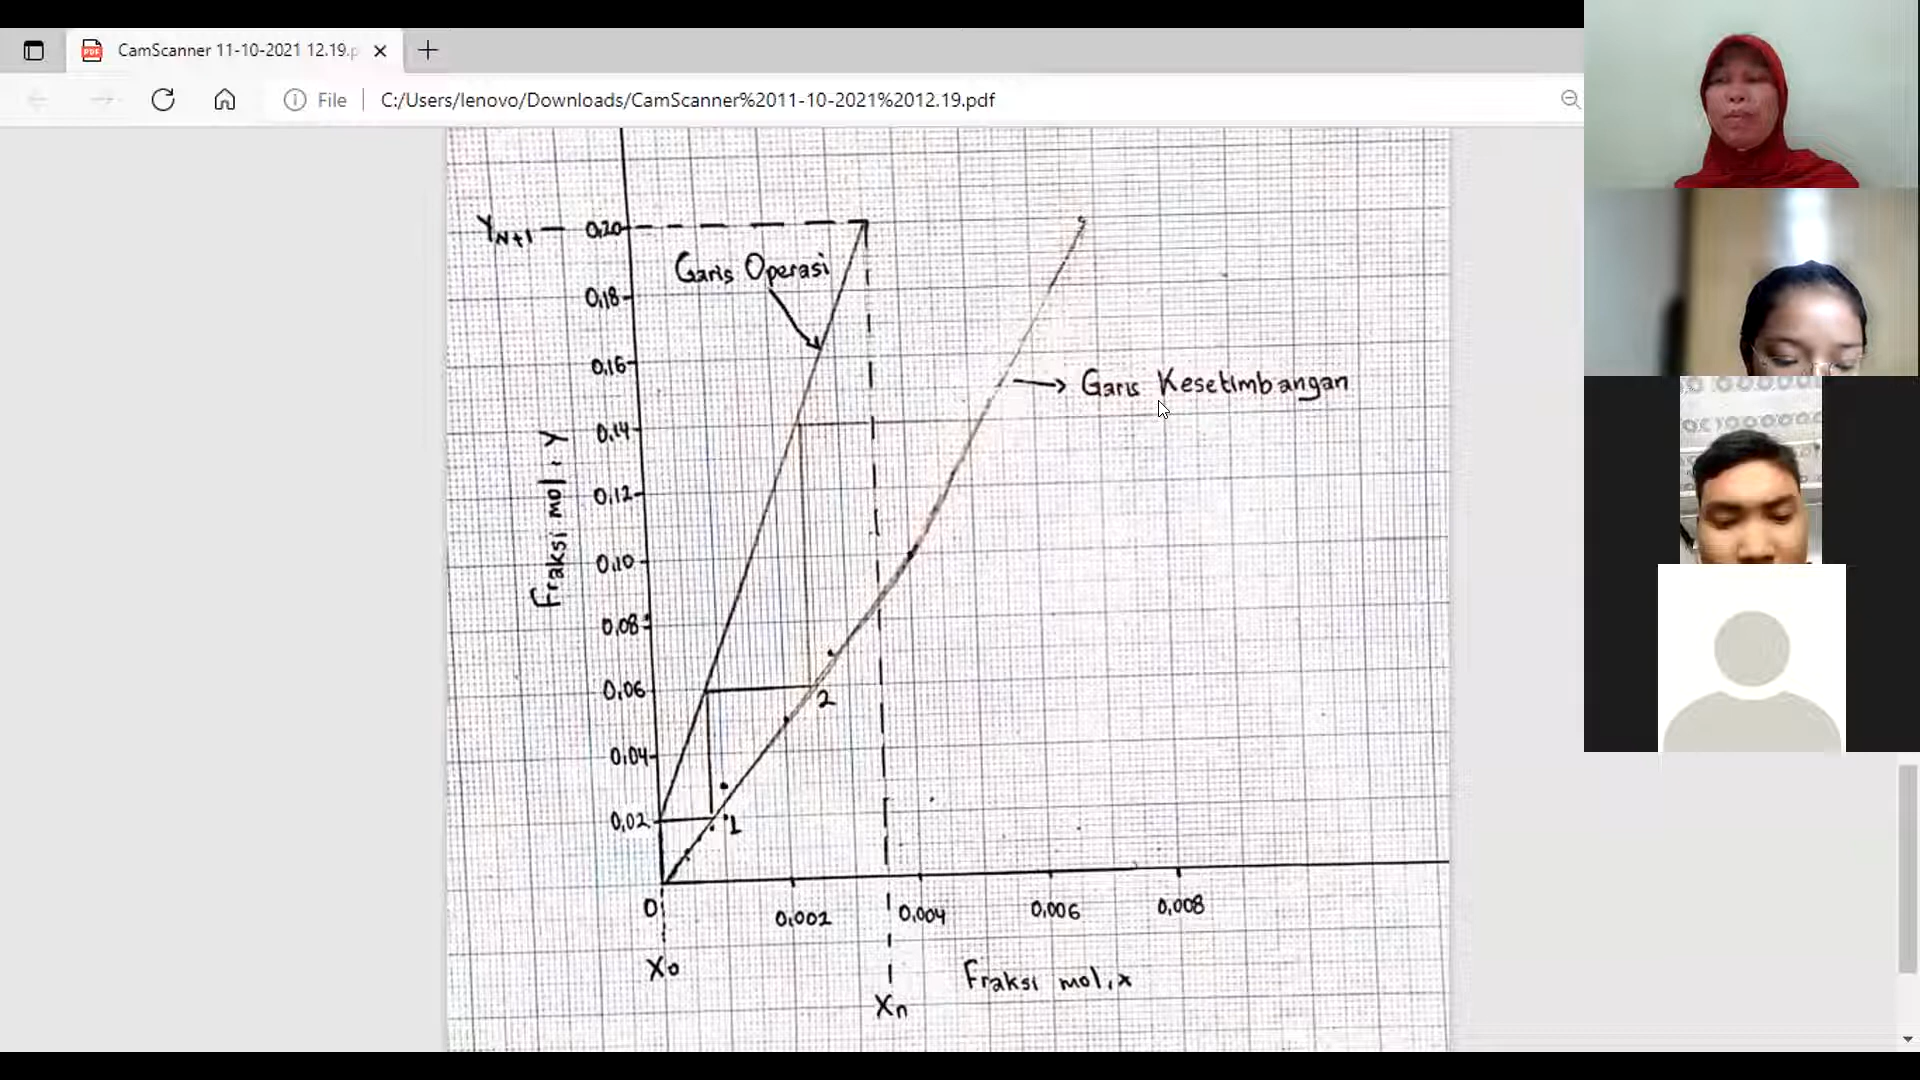 CamScanner 11-10-2021 12.19.p
File
C:/Users/lenovo/Downloads/CamScanner%2011-10-2021%2012.19.pdf
YN+1
0,20
Garis Operasi
0,18
0,16
Garis Kesetimbangan
0,14
Fraksi mol, Y
0,12
0,10
0,08
0,06
2
0,04
0,02
1
0
0,002
0,004
0,006
0,008
Xo
Fraksi mol, x
Xn